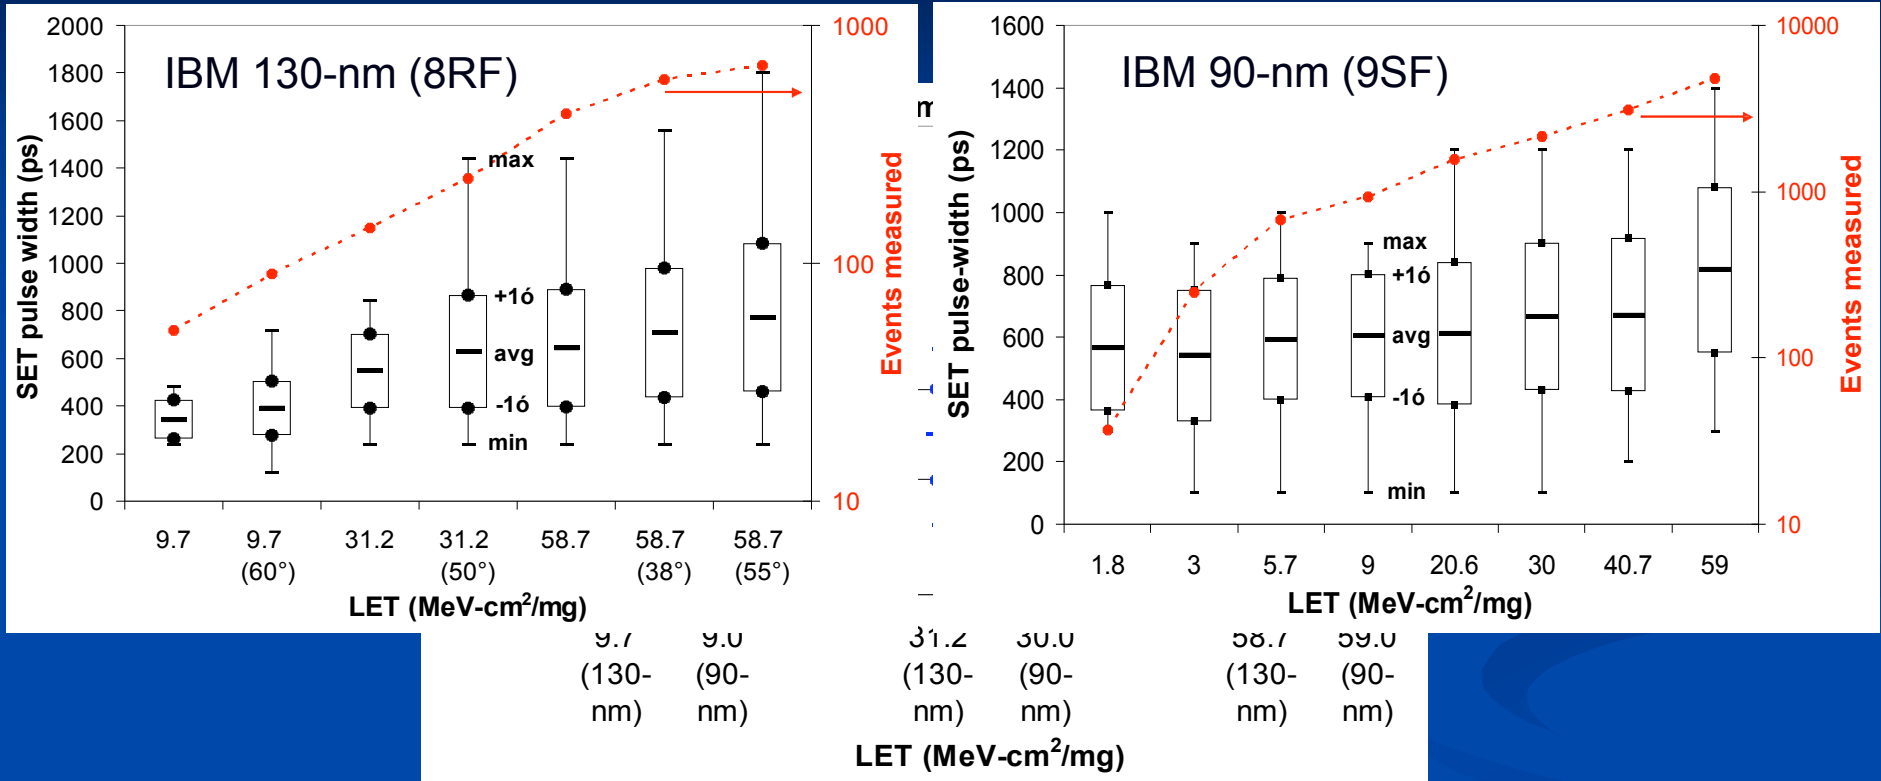 IBM 130-nm (8RF)
SET pulse width (ps)
2000
1800
1600
1400
1200
1000
800
600
400
200
0
1000
100
10
Events measured
max
+1ó
avg
-1ó
min
9.7
9.7
(60°)
31.2
31.2
(50°)
58.7
58.7
(38°)
58.7
(55°)
LET (MeV-cm²/mg)
IBM 90-nm (9SF)
SET pulse-width (ps)
1600
1400
1200
1000
800
600
400
200
0
10000
1000
100
10
Events measured
max
+1ó
avg
-1ó
min
1.8
3
5.7
9
20.6
30
40.7
59
LET (MeV-cm²/mg)
9.7
(130-
nm)
9.0
(90-
nm)
31.2
(130-
nm)
30.0
(90-
nm)
58.7
(130-
nm)
59.0
(90-
nm)
LET (MeV-cm²/mg)